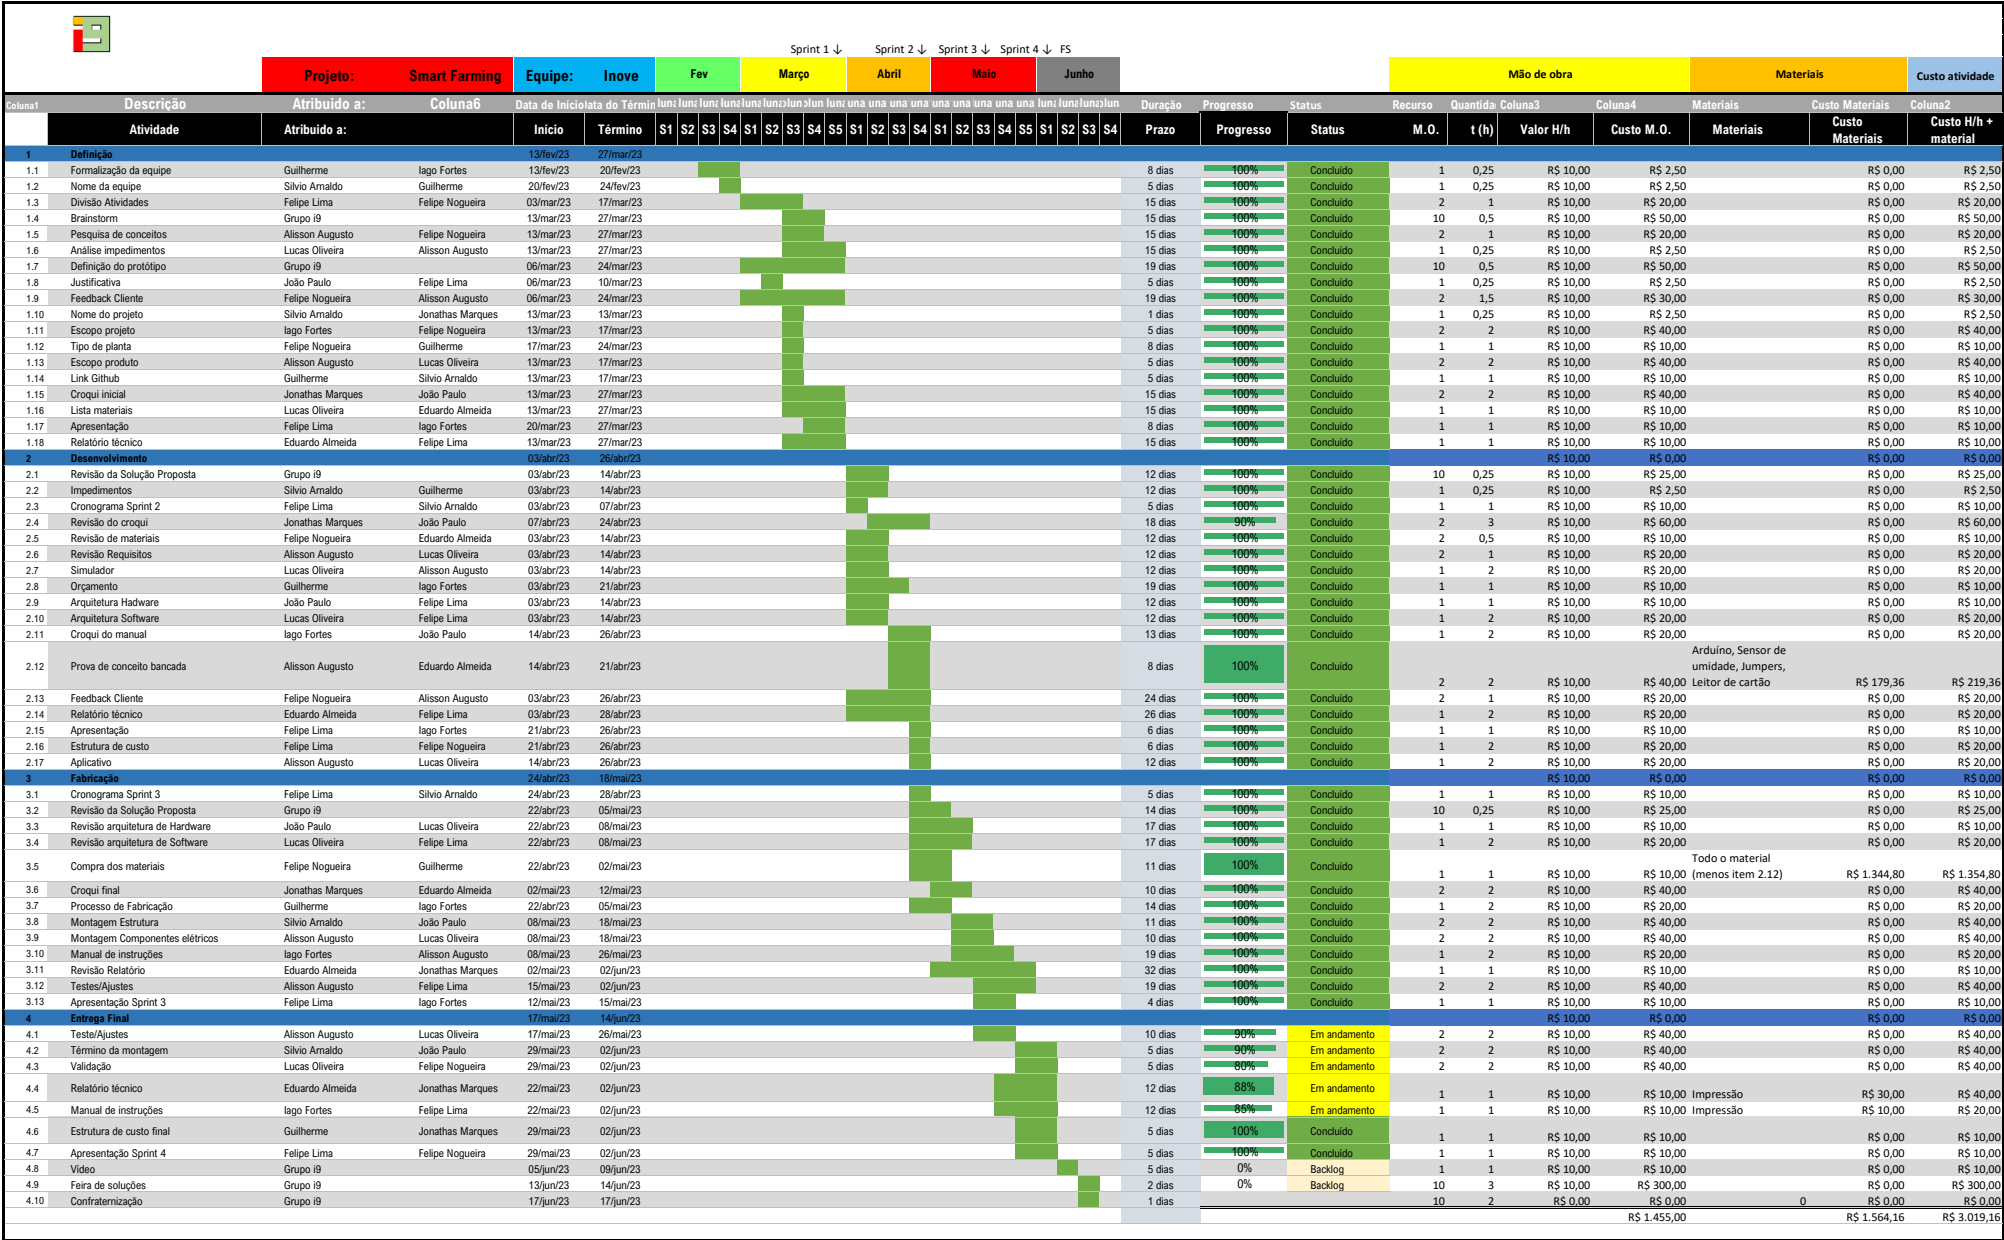 i9
Sprint 1 ↓ Sprint 2 ↓ Sprint 3 ↓ Sprint 4 ↓ FS
Projeto: Smart Farming Equipe: Inove Fev Março Abril Maio Junho Mão de obra Materiais Custo atividade
Coluna1 Descrição Atribuido a: Coluna6 Data de Início Duração Progresso Status Recurso Quantida Coluna3 Coluna4 Materiais Custo Materiais Coluna2
Atividade Atribuido a: Início Término S1 S2 S3 S4 S1 S2 S3 S4 S5 S1 S2 S3 S4 S1 S2 S3 S4 S5 S1 S2 S3 S4 Prazo Progresso Status M.O. t (h) Valor H/h Custo M.O. Materiais Custo Materiais Custo H/h + material
1 Definição 13/fev/23 27/mar/23
1.1 Formalização da equipe Guilherme Iago Fortes 13/fev/23 20/fev/23 8 dias 100% Concluído 1 0,25 R$ 10,00 R$ 2,50 R$ 0,00 R$ 2,50
1.2 Nome da equipe Silvio Arnaldo Guilherme 20/fev/23 24/fev/23 5 dias 100% Concluído 1 0,25 R$ 10,00 R$ 2,50 R$ 0,00 R$ 2,50
1.3 Divisão Atividades Felipe Lima Felipe Nogueira 03/mar/23 17/mar/23 15 dias 100% Concluído 2 1 R$ 10,00 R$ 20,00 R$ 0,00 R$ 20,00
1.4 Brainstorm Grupo i9 13/mar/23 27/mar/23 15 dias 100% Concluído 10 0,5 R$ 10,00 R$ 50,00 R$ 0,00 R$ 50,00
1.5 Pesquisa de conceitos Alisson Augusto Felipe Nogueira 13/mar/23 27/mar/23 15 dias 100% Concluído 2 1 R$ 10,00 R$ 20,00 R$ 0,00 R$ 20,00
1.6 Análise impedimentos Lucas Oliveira Alisson Augusto 13/mar/23 27/mar/23 15 dias 100% Concluído 1 0,25 R$ 10,00 R$ 2,50 R$ 0,00 R$ 2,50
1.7 Definição do protótipo Grupo i9 06/mar/23 24/mar/23 19 dias 100% Concluído 10 0,5 R$ 10,00 R$ 50,00 R$ 0,00 R$ 50,00
1.8 Justificativa João Paulo Felipe Lima 06/mar/23 10/mar/23 5 dias 100% Concluído 1 0,25 R$ 10,00 R$ 2,50 R$ 0,00 R$ 2,50
1.9 Feedback Cliente Felipe Nogueira Alisson Augusto 06/mar/23 24/mar/23 19 dias 100% Concluído 2 1,5 R$ 10,00 R$ 30,00 R$ 0,00 R$ 30,00
1.10 Nome do projeto Silvio Arnaldo Jonathas Marques 13/mar/23 13/mar/23 1 dias 100% Concluído 1 0,25 R$ 10,00 R$ 2,50 R$ 0,00 R$ 2,50
1.11 Escopo projeto Iago Fortes Felipe Nogueira 13/mar/23 17/mar/23 5 dias 100% Concluído 2 2 R$ 10,00 R$ 40,00 R$ 0,00 R$ 40,00
1.12 Tipo de planta Felipe Nogueira Guilherme 17/mar/23 24/mar/23 8 dias 100% Concluído 1 1 R$ 10,00 R$ 10,00 R$ 0,00 R$ 10,00
1.13 Escopo produto Alisson Augusto Lucas Oliveira 13/mar/23 17/mar/23 5 dias 100% Concluído 2 2 R$ 10,00 R$ 40,00 R$ 0,00 R$ 40,00
1.14 Link Github Guilherme Silvio Arnaldo 13/mar/23 17/mar/23 5 dias 100% Concluído 1 1 R$ 10,00 R$ 10,00 R$ 0,00 R$ 10,00
1.15 Croqui inicial Jonathas Marques João Paulo 13/mar/23 27/mar/23 15 dias 100% Concluído 2 2 R$ 10,00 R$ 40,00 R$ 0,00 R$ 40,00
1.16 Lista materiais Lucas Oliveira Eduardo Almeida 13/mar/23 27/mar/23 15 dias 100% Concluído 1 1 R$ 10,00 R$ 10,00 R$ 0,00 R$ 10,00
1.17 Apresentação Felipe Lima Iago Fortes 20/mar/23 27/mar/23 8 dias 100% Concluído 1 1 R$ 10,00 R$ 10,00 R$ 0,00 R$ 10,00
1.18 Relatório técnico Eduardo Almeida Felipe Lima 13/mar/23 27/mar/23 15 dias 100% Concluído 1 1 R$ 10,00 R$ 10,00 R$ 0,00 R$ 10,00
2 Desenvolvimento 03/abr/23 26/abr/23 R$ 10,00 R$ 0,00 R$ 0,00 R$ 0,00
2.1 Revisão da Solução Proposta Grupo i9 03/abr/23 14/abr/23 12 dias 100% Concluído 10 0,25 R$ 10,00 R$ 25,00 R$ 0,00 R$ 25,00
2.2 Impedimentos Silvio Arnaldo Guilherme 03/abr/23 14/abr/23 12 dias 100% Concluído 1 0,25 R$ 10,00 R$ 2,50 R$ 0,00 R$ 2,50
2.3 Cronograma Sprint 2 Felipe Lima Silvio Arnaldo 03/abr/23 07/abr/23 5 dias 100% Concluído 1 1 R$ 10,00 R$ 10,00 R$ 0,00 R$ 10,00
2.4 Revisão do croqui Jonathas Marques João Paulo 07/abr/23 24/abr/23 18 dias 90% Concluído 2 3 R$ 10,00 R$ 60,00 R$ 0,00 R$ 60,00
2.5 Revisão de materiais Felipe Nogueira Eduardo Almeida 03/abr/23 14/abr/23 12 dias 100% Concluído 2 0,5 R$ 10,00 R$ 10,00 R$ 0,00 R$ 10,00
2.6 Revisão Requisitos Alisson Augusto Lucas Oliveira 03/abr/23 14/abr/23 12 dias 100% Concluído 2 1 R$ 10,00 R$ 20,00 R$ 0,00 R$ 20,00
2.7 Simulador Lucas Oliveira Alisson Augusto 03/abr/23 14/abr/23 12 dias 100% Concluído 1 2 R$ 10,00 R$ 20,00 R$ 0,00 R$ 20,00
2.8 Orçamento Guilherme Iago Fortes 03/abr/23 21/abr/23 19 dias 100% Concluído 1 1 R$ 10,00 R$ 10,00 R$ 0,00 R$ 10,00
2.9 Arquitetura Hadware João Paulo Felipe Lima 03/abr/23 14/abr/23 12 dias 100% Concluído 1 1 R$ 10,00 R$ 10,00 R$ 0,00 R$ 10,00
2.10 Arquitetura Software Lucas Oliveira Felipe Lima 03/abr/23 14/abr/23 12 dias 100% Concluído 1 2 R$ 10,00 R$ 20,00 R$ 0,00 R$ 20,00
2.11 Croqui do manual Iago Fortes João Paulo 14/abr/23 26/abr/23 13 dias 100% Concluído 1 2 R$ 10,00 R$ 20,00 R$ 0,00 R$ 20,00
2.12 Prova de conceito bancada Alisson Augusto Eduardo Almeida 14/abr/23 21/abr/23 8 dias 100% Concluído 2 2 R$ 10,00 R$ 40,00 Arduíno, Sensor de umidade, Jumpers, Leitor de cartão R$ 179,36 R$ 219,36
2.13 Feedback Cliente Felipe Nogueira Alisson Augusto 03/abr/23 26/abr/23 24 dias 100% Concluído 2 1 R$ 10,00 R$ 20,00 R$ 0,00 R$ 20,00
2.14 Relatório técnico Eduardo Almeida Felipe Lima 03/abr/23 28/abr/23 26 dias 100% Concluído 1 2 R$ 10,00 R$ 20,00 R$ 0,00 R$ 20,00
2.15 Apresentação Felipe Lima Iago Fortes 21/abr/23 26/abr/23 6 dias 100% Concluído 1 1 R$ 10,00 R$ 10,00 R$ 0,00 R$ 10,00
2.16 Estrutura de custo Felipe Lima Felipe Nogueira 21/abr/23 26/abr/23 6 dias 100% Concluído 1 2 R$ 10,00 R$ 20,00 R$ 0,00 R$ 20,00
2.17 Aplicativo Alisson Augusto Lucas Oliveira 14/abr/23 26/abr/23 12 dias 100% Concluído 1 2 R$ 10,00 R$ 20,00 R$ 0,00 R$ 20,00
3 Fabricação 24/abr/23 18/mai/23 R$ 10,00 R$ 0,00 R$ 0,00 R$ 0,00
3.1 Cronograma Sprint 3 Felipe Lima Silvio Arnaldo 24/abr/23 28/abr/23 5 dias 100% Concluído 1 1 R$ 10,00 R$ 10,00 R$ 0,00 R$ 10,00
3.2 Revisão da Solução Proposta Grupo i9 22/abr/23 05/mai/23 14 dias 100% Concluído 10 0,25 R$ 10,00 R$ 25,00 R$ 0,00 R$ 25,00
3.3 Revisão arquitetura de Hardware João Paulo Lucas Oliveira 22/abr/23 08/mai/23 17 dias 100% Concluído 1 1 R$ 10,00 R$ 10,00 R$ 0,00 R$ 10,00
3.4 Revisão arquitetura de Software Lucas Oliveira Felipe Lima 22/abr/23 08/mai/23 17 dias 100% Concluído 1 2 R$ 10,00 R$ 20,00 R$ 0,00 R$ 20,00
3.5 Compra dos materiais Felipe Nogueira Guilherme 22/abr/23 02/mai/23 11 dias 100% Concluído 1 1 R$ 10,00 R$ 10,00 Todo o material (menos item 2.12) R$ 1.344,80 R$ 1.354,80
3.6 Croqui final Jonathas Marques Eduardo Almeida 02/mai/23 12/mai/23 10 dias 100% Concluído 2 2 R$ 10,00 R$ 40,00 R$ 0,00 R$ 40,00
3.7 Processo de Fabricação Guilherme Iago Fortes 22/abr/23 05/mai/23 14 dias 100% Concluído 1 2 R$ 10,00 R$ 20,00 R$ 0,00 R$ 20,00
3.8 Montagem Estrutura Silvio Arnaldo João Paulo 08/mai/23 18/mai/23 11 dias 100% Concluído 2 2 R$ 10,00 R$ 40,00 R$ 0,00 R$ 40,00
3.9 Montagem Componentes elétricos Alisson Augusto Lucas Oliveira 08/mai/23 18/mai/23 10 dias 100% Concluído 2 2 R$ 10,00 R$ 40,00 R$ 0,00 R$ 40,00
3.10 Manual de instruções Iago Fortes Alisson Augusto 08/mai/23 26/mai/23 19 dias 100% Concluído 1 2 R$ 10,00 R$ 20,00 R$ 0,00 R$ 20,00
3.11 Revisão Relatório Eduardo Almeida Jonathas Marques 02/mai/23 02/jun/23 32 dias 100% Concluído 1 1 R$ 10,00 R$ 10,00 R$ 0,00 R$ 10,00
3.12 Testes/Ajustes Alisson Augusto Felipe Lima 15/mai/23 02/jun/23 19 dias 100% Concluído 2 2 R$ 10,00 R$ 40,00 R$ 0,00 R$ 40,00
3.13 Apresentação Sprint 3 Felipe Lima Iago Fortes 12/mai/23 15/mai/23 4 dias 100% Concluído 1 1 R$ 10,00 R$ 10,00 R$ 0,00 R$ 10,00
4 Entrega Final 17/mai/23 14/jun/23 R$ 10,00 R$ 0,00 R$ 0,00 R$ 0,00
4.1 Teste/Ajustes Alisson Augusto Lucas Oliveira 17/mai/23 26/mai/23 10 dias 90% Em andamento 2 2 R$ 10,00 R$ 40,00 R$ 0,00 R$ 40,00
4.2 Término da montagem Silvio Arnaldo João Paulo 29/mai/23 02/jun/23 5 dias 90% Em andamento 2 2 R$ 10,00 R$ 40,00 R$ 0,00 R$ 40,00
4.3 Validação Lucas Oliveira Felipe Nogueira 29/mai/23 02/jun/23 5 dias 80% Em andamento 2 2 R$ 10,00 R$ 40,00 R$ 0,00 R$ 40,00
4.4 Relatório técnico Eduardo Almeida Jonathas Marques 22/mai/23 02/jun/23 12 dias 88% Em andamento 1 1 R$ 10,00 R$ 10,00 Impressão R$ 30,00 R$ 40,00
4.5 Manual de instruções Iago Fortes Felipe Lima 22/mai/23 02/jun/23 12 dias 85% Em andamento 1 1 R$ 10,00 R$ 10,00 Impressão R$ 10,00 R$ 20,00
4.6 Estrutura de custo final Guilherme Jonathas Marques 29/mai/23 02/jun/23 5 dias 100% Concluído 1 1 R$ 10,00 R$ 10,00 R$ 0,00 R$ 10,00
4.7 Apresentação Sprint 4 Felipe Lima Felipe Nogueira 29/mai/23 02/jun/23 5 dias 100% Concluído 1 1 R$ 10,00 R$ 10,00 R$ 0,00 R$ 10,00
4.8 Vídeo Grupo i9 05/jun/23 09/jun/23 5 dias 0% Backlog 1 1 R$ 10,00 R$ 10,00 R$ 0,00 R$ 10,00
4.9 Feira de soluções Grupo i9 13/jun/23 14/jun/23 2 dias 0% Backlog 10 3 R$ 10,00 R$ 300,00 R$ 0,00 R$ 300,00
4.10 Confraternização Grupo i9 17/jun/23 17/jun/23 1 dias 10 2 R$ 0,00 R$ 0,00 0 R$ 0,00 R$ 0,00
R$ 1.455,00 R$ 1.564,16 R$ 3.019,16